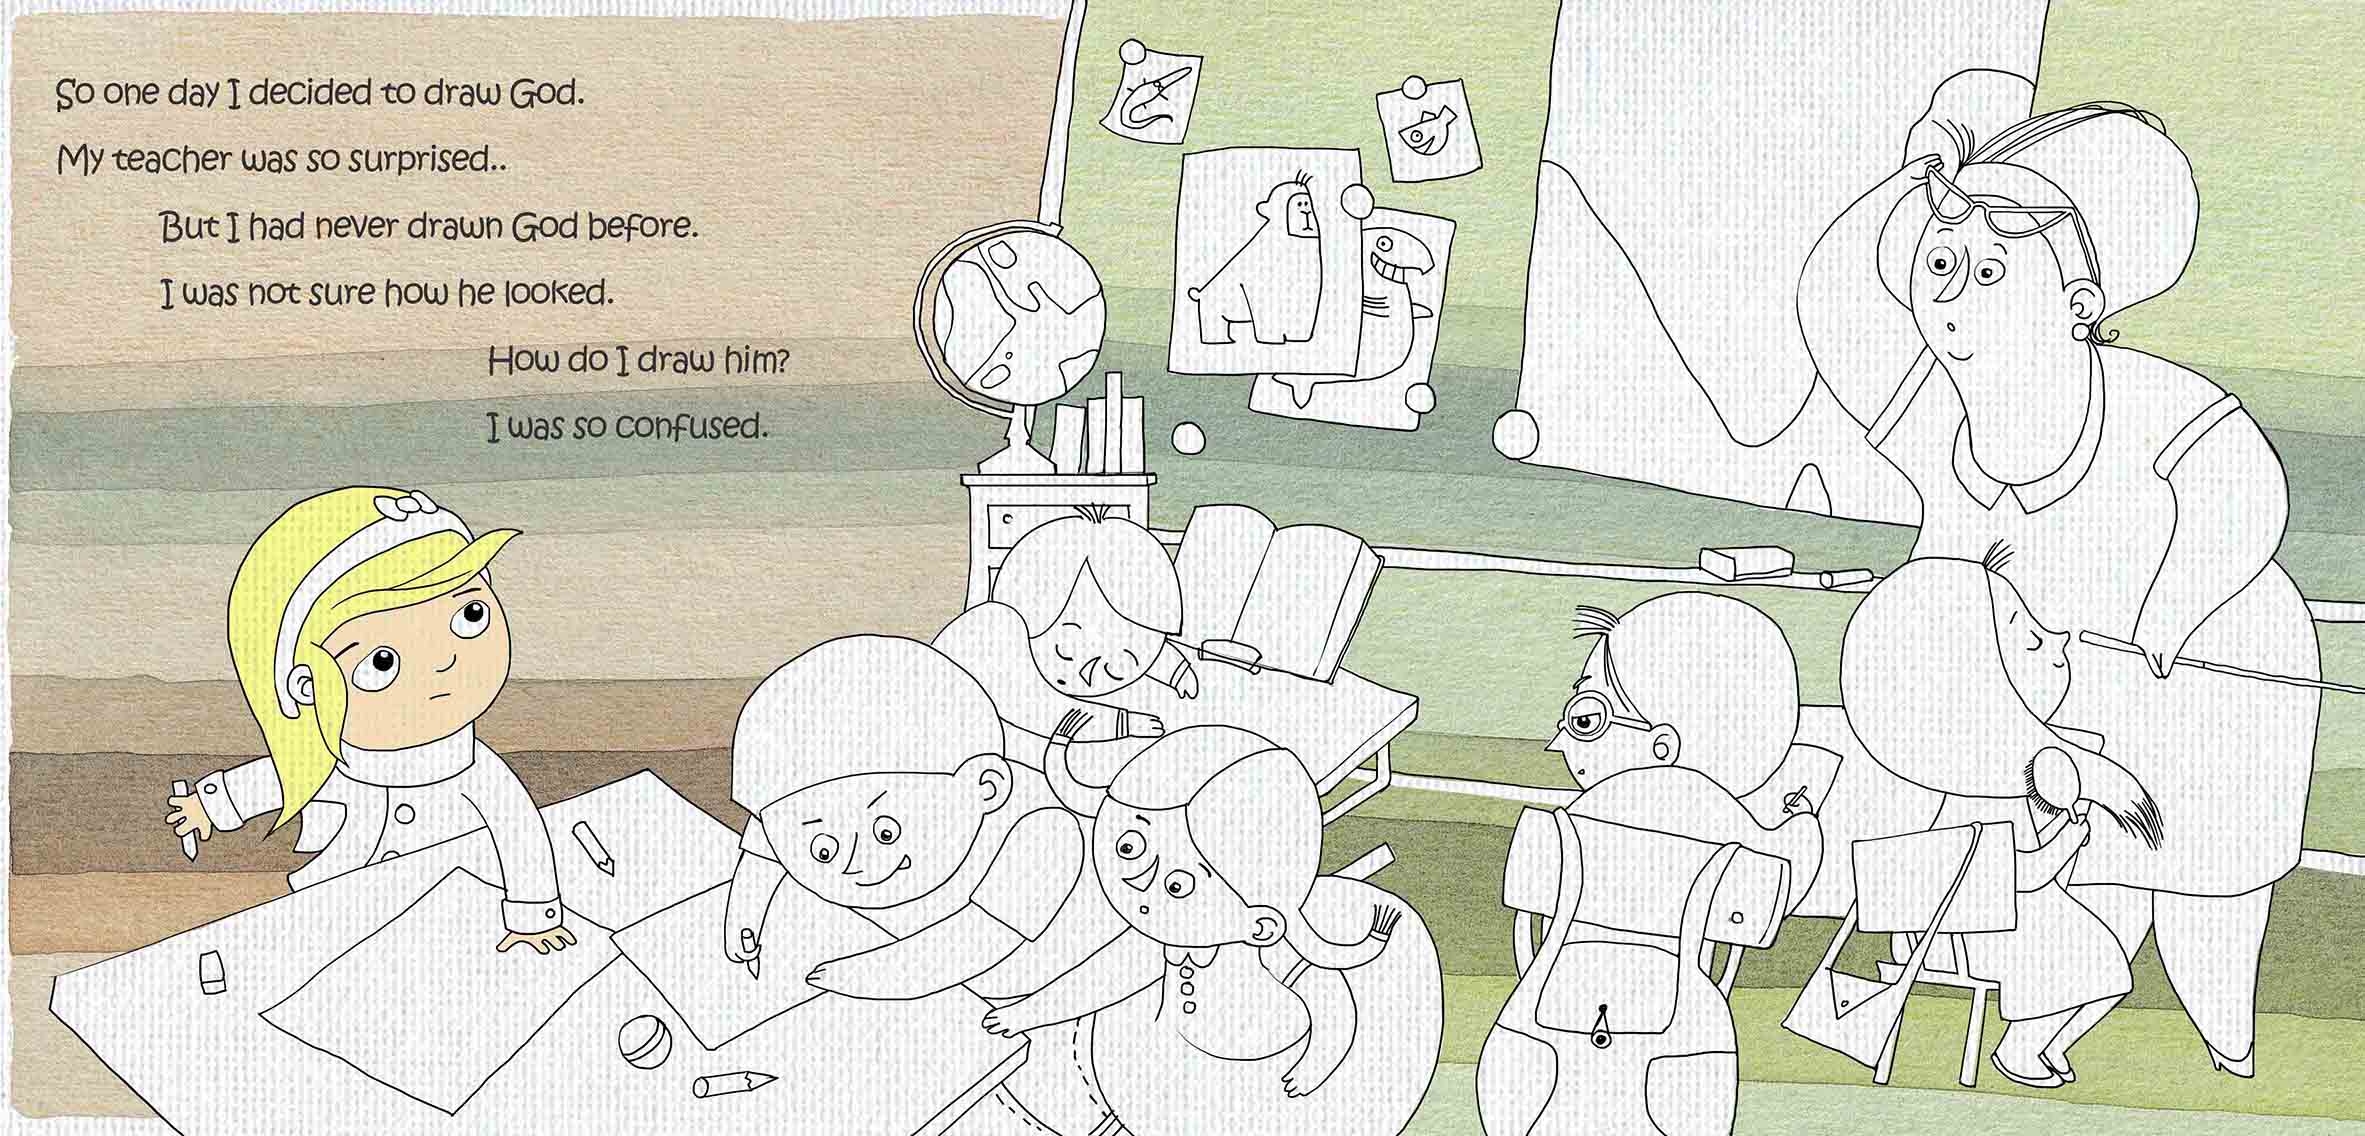 So one day I decided to draw God.
My teacher was so surprised..
But I had never drawn God before.
I was not sure how he looked.
How do I draw him?
I was so confused.